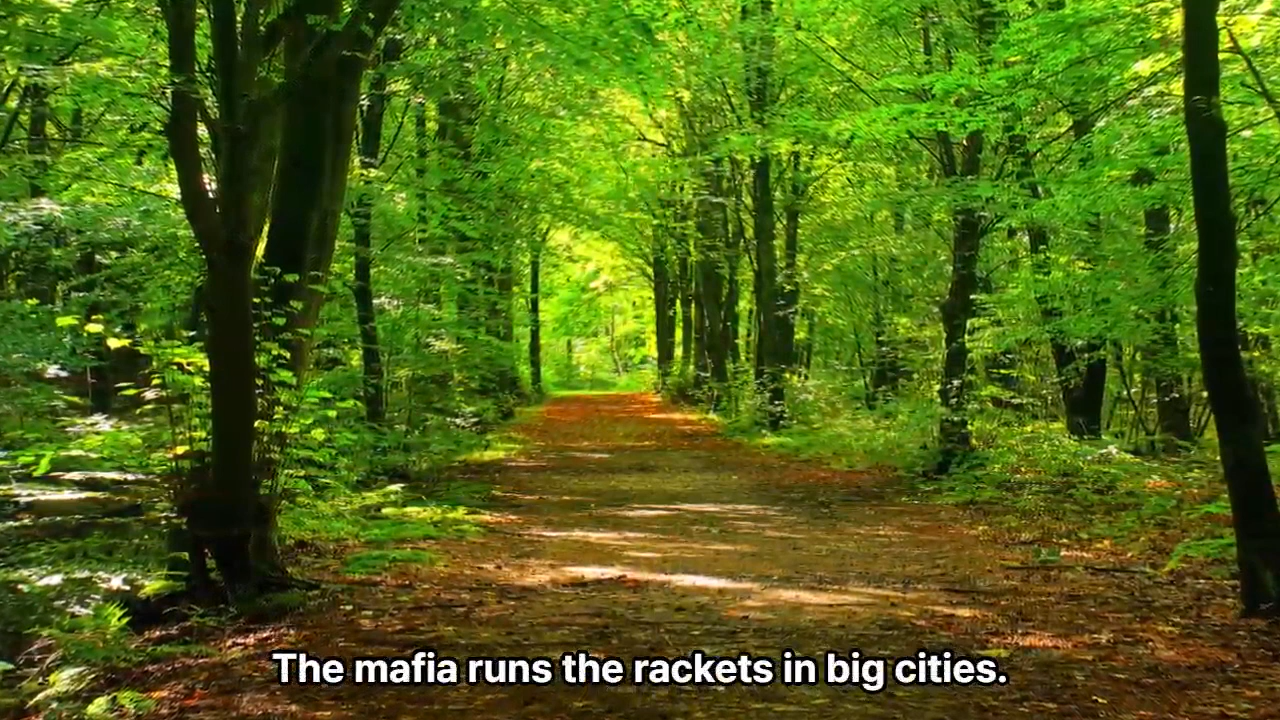 The mafia runs the rackets in big cities.